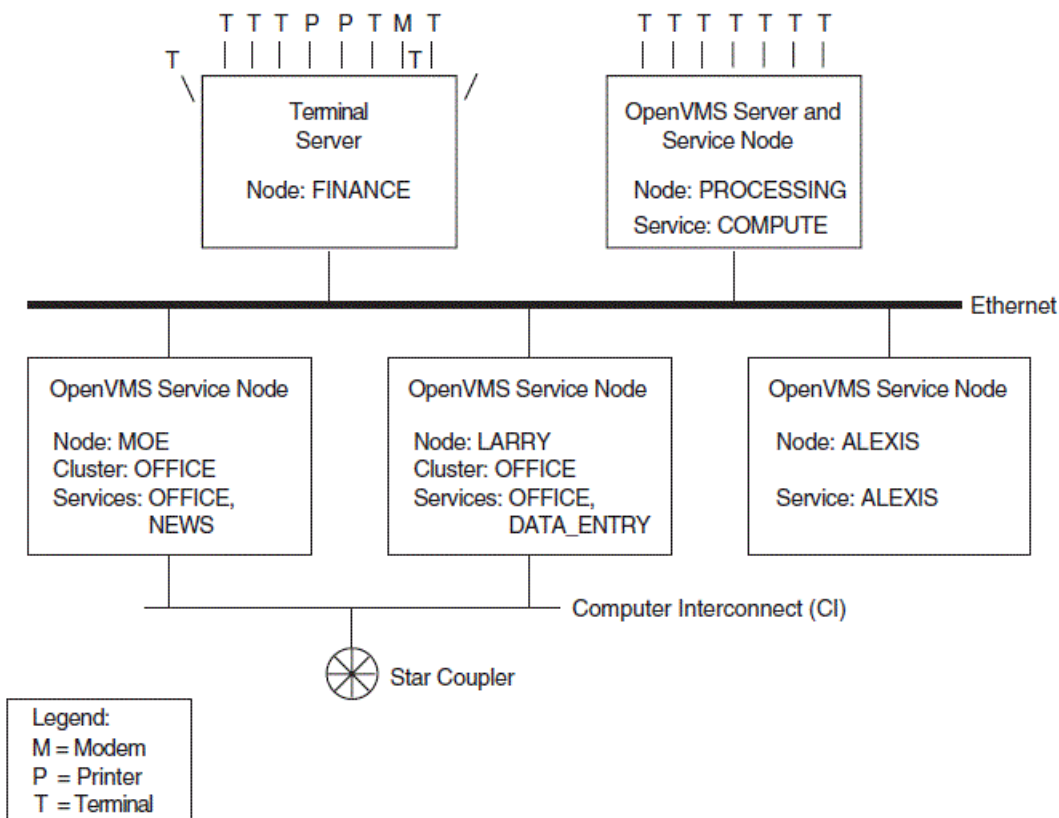 T T T P P T M T
T T T T T T T
T
T
Terminal
Server
Node: FINANCE
OpenVMS Server and
Service Node
Node: PROCESSING
Service: COMPUTE
Ethernet
OpenVMS Service Node
Node: MOE
Cluster: OFFICE
Services: OFFICE,
NEWS
OpenVMS Service Node
Node: LARRY
Cluster: OFFICE
Services: OFFICE,
DATA_ENTRY
OpenVMS Service Node
Node: ALEXIS
Service: ALEXIS
Computer Interconnect (CI)
Star Coupler
Legend:
M = Modem
P = Printer
T = Terminal